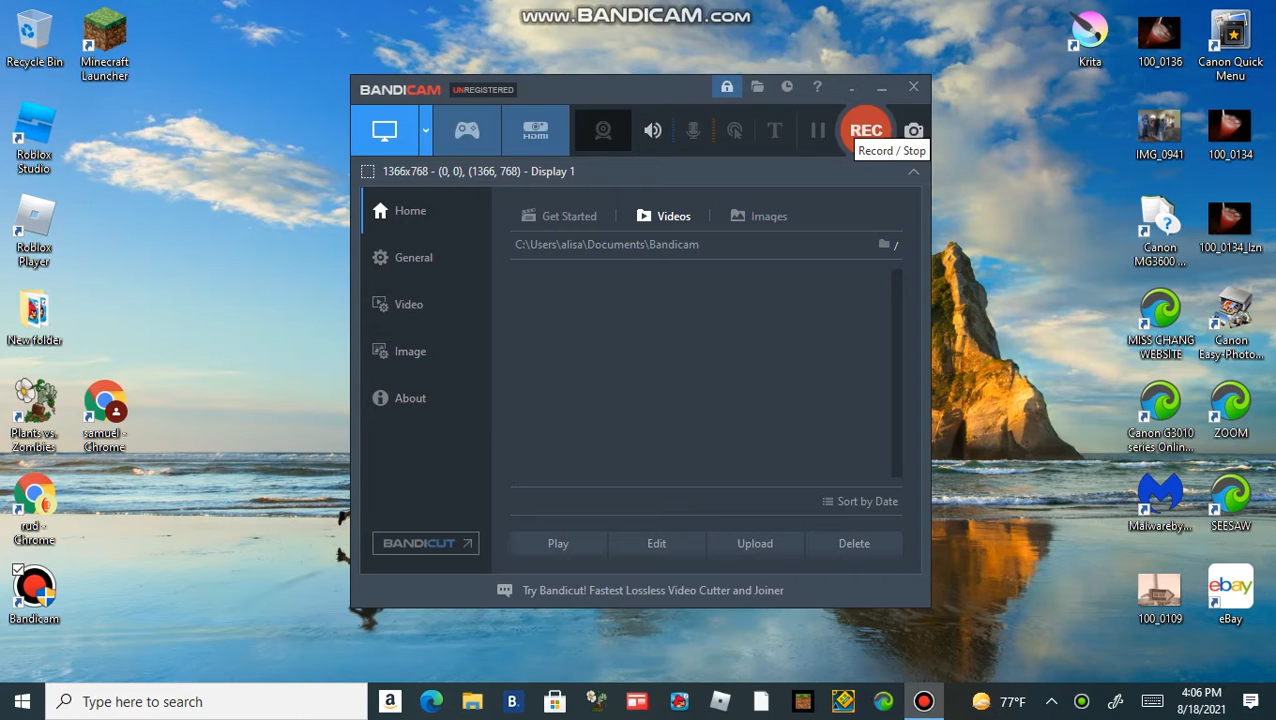 www.BANDICAM.com
Recycle Bin
Minecraft
Launcher
Roblox
Studio
Roblox
Player
New folder
Plants vs.
Zombies
samuel -
Chrome
rud -
Chrome
Bandicam
BANDICAM UNREGISTERED
?
HDMI
T
REC
Record / Stop
1366x768 - (0, 0), (1366, 768) - Display 1
Home
General
Video
Image
About
BANDICUT
Get Started
Videos
Images
C:\Users\alisa\Documents\Bandicam
/
Sort by Date
Play
Edit
Upload
Delete
Try Bandicut! Fastest Lossless Video Cutter and Joiner
Krita
100_0136
Canon Quick
Menu
IMG_0941
100_0134
Canon
MG3600 ...
100_0134_Izn
MISS CHANG
WEBSITE
Canon
Easy-Photo...
Canon G3010
series Onlin...
ZOOM
Malwareby...
SEESAW
100_0109
ebay
eBay
Type here to search
a
B.
77°F
4:06 PM
8/18/2021